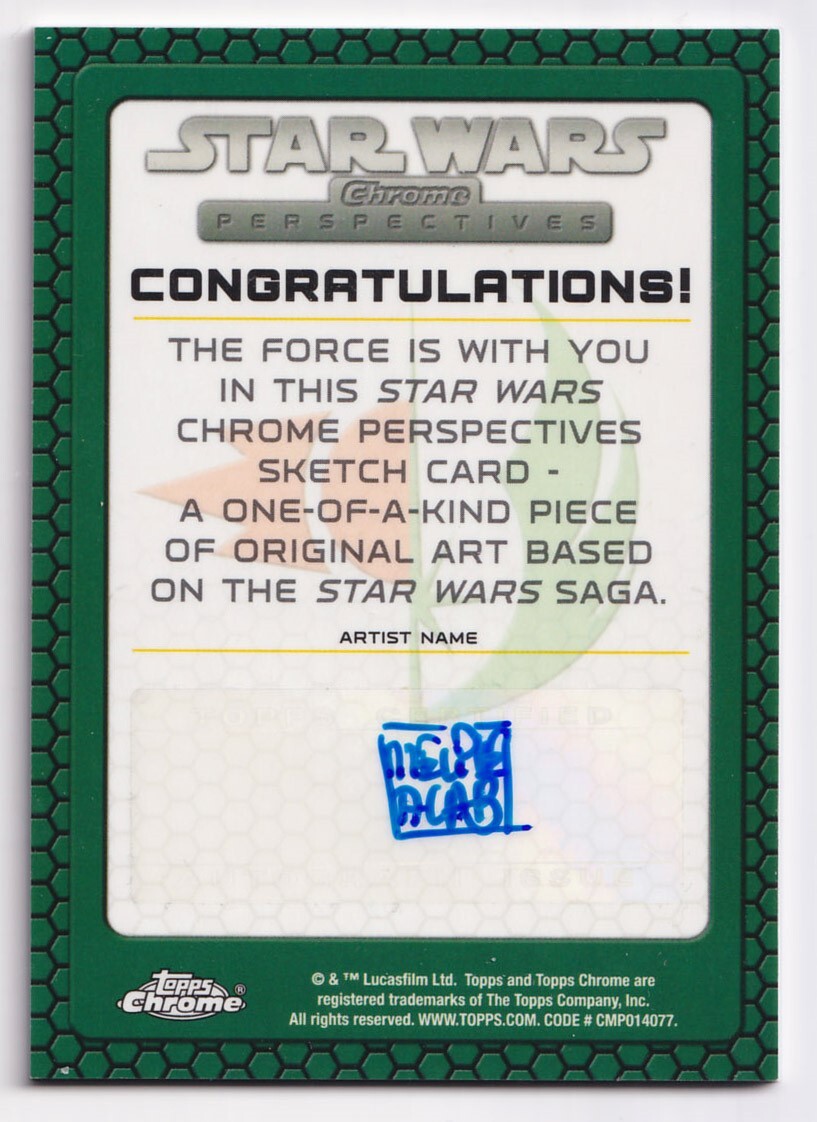 STAR WARS
Chrome
PERSPECTIVES
CONGRATULATIONS!
THE FORCE IS WITH YOU
IN THIS STAR WARS
CHROME PERSPECTIVES
SKETCH CARD -
A ONE-OF-A-KIND PIECE
OF ORIGINAL ART BASED
ON THE STAR WARS SAGA.
ARTIST NAME
topps ®
Chrome
© & ™ Lucasfilm Ltd. Topps and Topps Chrome are
registered trademarks of The Topps Company, Inc.
All rights reserved. WWW.TOPPS.COM. CODE # CMP014077.